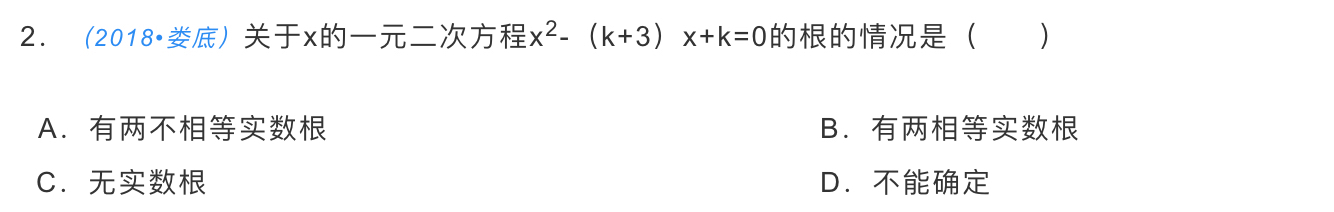 2. （2018•娄底）关于x的一元二次方程x²-（k+3）x+k=0的根的情况是（　　）
A．有两不相等实数根　B．有两相等实数根
C．无实数根　D．不能确定